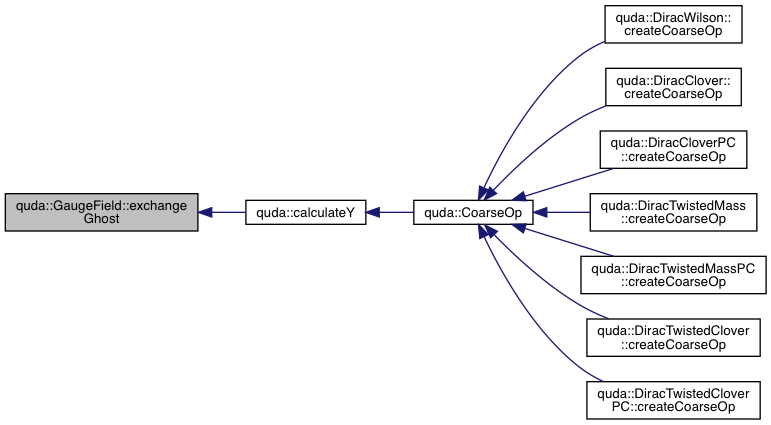 quda::DiracWilson::
createCoarseOp
quda::DiracClover::
createCoarseOp
quda::DiracCloverPC
::createCoarseOp
quda::GaugeField::exchange
Ghost
quda::calculateY
quda::CoarseOp
quda::DiracTwistedMass
::createCoarseOp
quda::DiracTwistedMassPC
::createCoarseOp
quda::DiracTwistedClover
::createCoarseOp
quda::DiracTwistedClover
PC::createCoarseOp